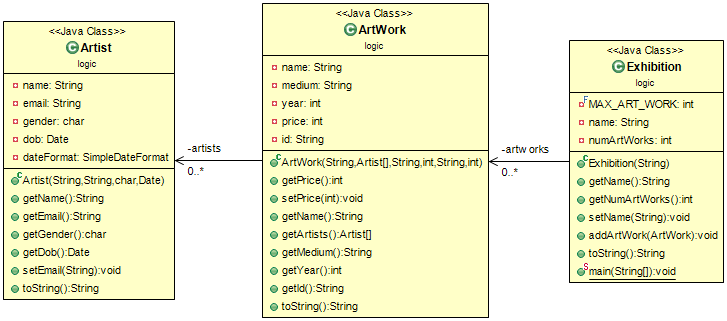 <<Java Class>>
Artist
logic
name: String
email: String
gender: char
dob: Date
dateFormat: SimpleDateFormat
Artist(String,String,char,Date)
getName():String
getEmail():String
getGender():char
getDob():Date
setEmail(String):void
toString():String
-artists
0..*
<<Java Class>>
ArtWork
logic
name: String
medium: String
year: int
price: int
id: String
ArtWork(String,Artist[],String,int,String,int)
getPrice():int
setPrice(int):void
getName():String
getArtists():Artist[]
getMedium():String
getYear():int
getId():String
toString():String
-artworks
0..*
<<Java Class>>
Exhibition
logic
MAX_ART_WORK: int
name: String
numArtWorks: int
Exhibition(String)
getName():String
getNumArtWorks():int
setName(String):void
addArtWork(ArtWork):void
toString():String
main(String[]):void